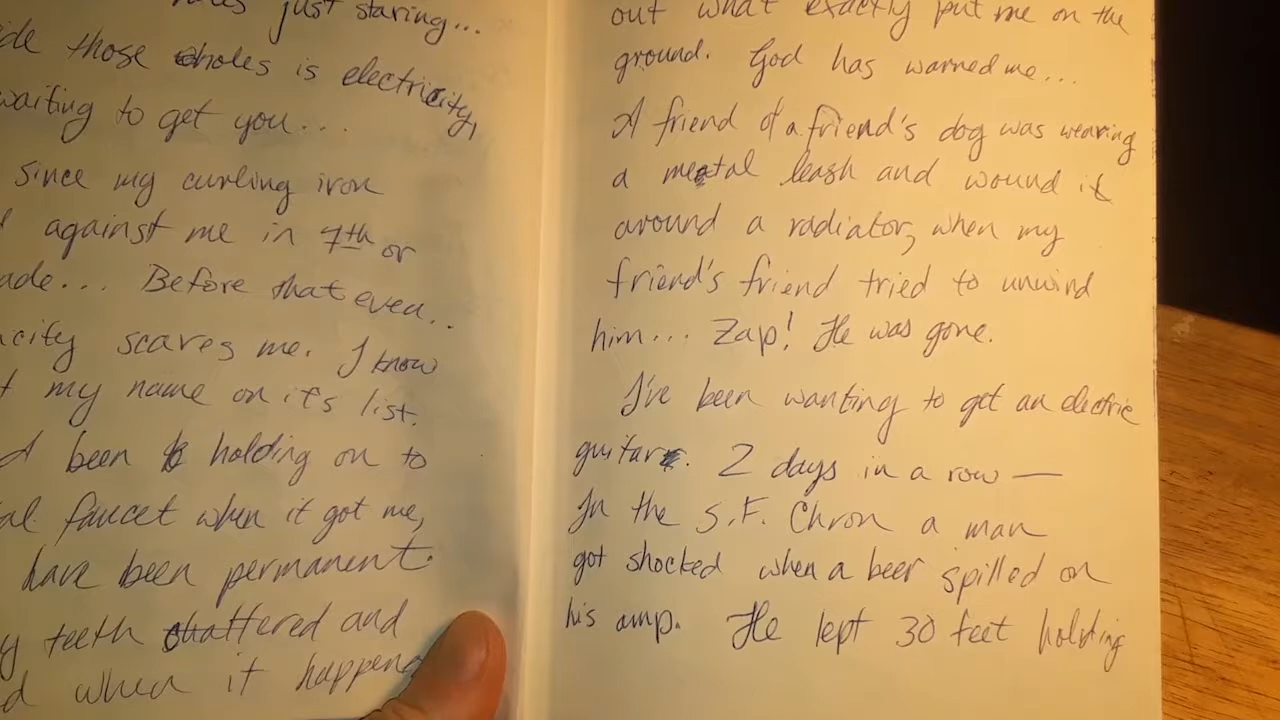 just staring...
those holes is electricity,
waiting to get you...
since my curling iron
against me in 7th or
ade... Before that even..
icity scares me. I know
t my name on it's list.
d been holding on to
al faucet when it got me,
have been permanent.
y teeth chattered and
d when it happene
out what exactly put me on the
ground. God has warned me...
A friend of a friend's dog was wearing
a metal leash and wound it
around a radiator, when my
friend's friend tried to unwind
him... Zap! He was gone.
I've been wanting to get an electric
guitar. 2 days in a row —
In the S.F. Chron a man
got shocked when a beer spilled on
his amp. He lept 30 feet holding